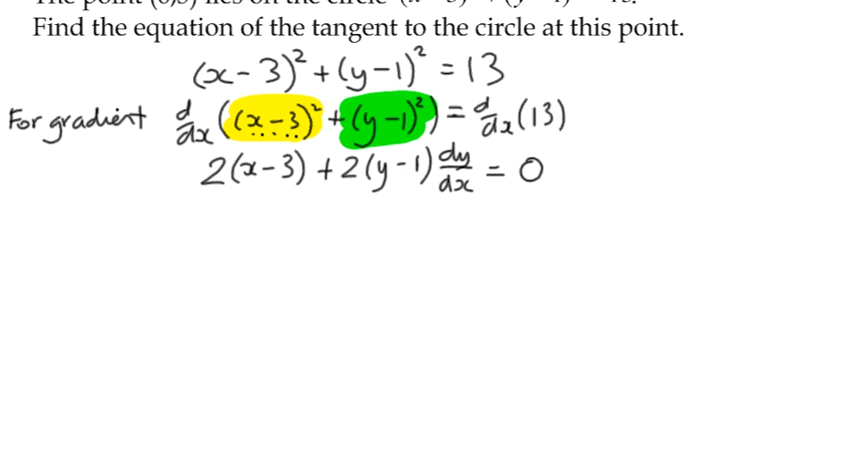 Find the equation of the tangent to the circle at this point.
(x-3)² + (y-1)² = 13
For gradient d/dx((x-3)² + (y-1)²) = d/dx(13)
2(x-3) + 2(y-1) dy/dx = 0